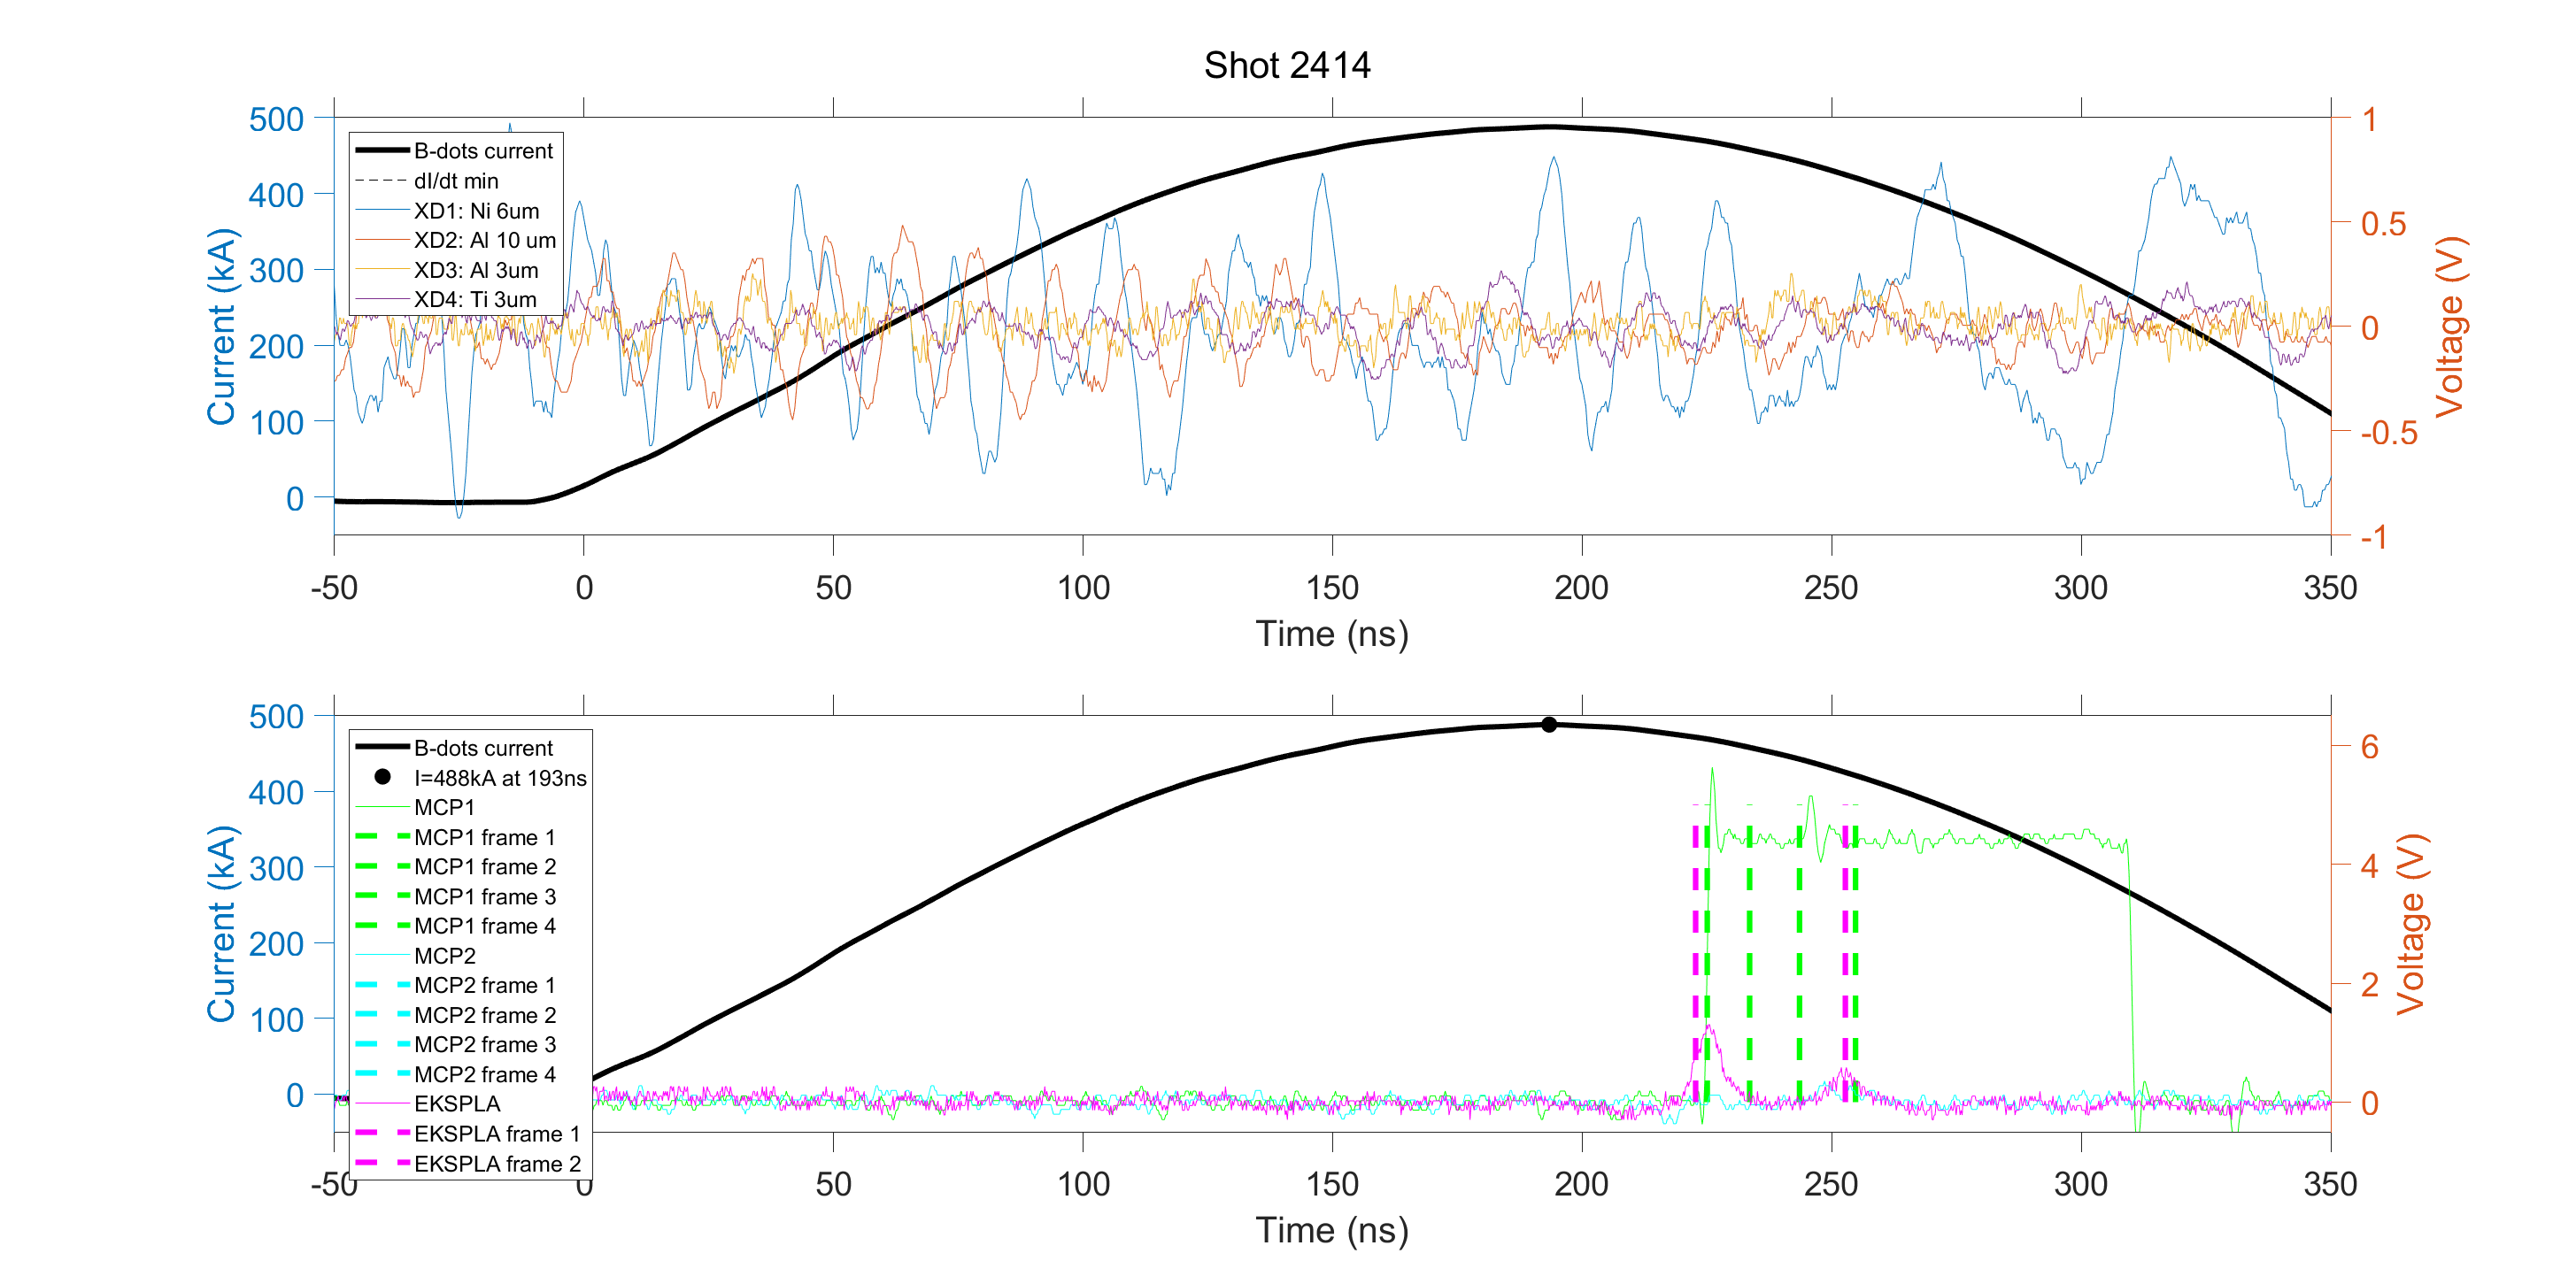 Shot 2414
500
400
300
200
100
0
Current (kA)
B-dots current
dI/dt min
XD1: Ni 6um
XD2: Al 10 um
XD3: Al 3um
XD4: Ti 3um
1
0.5
0
-0.5
-1
Voltage (V)
-50 0 50 100 150 200 250 300 350
Time (ns)
500
400
300
200
100
0
Current (kA)
B-dots current
I=488kA at 193ns
MCP1
MCP1 frame 1
MCP1 frame 2
MCP1 frame 3
MCP1 frame 4
MCP2
MCP2 frame 1
MCP2 frame 2
MCP2 frame 3
MCP2 frame 4
EKSPLA
EKSPLA frame 1
EKSPLA frame 2
6
4
2
0
Voltage (V)
-50 0 50 100 150 200 250 300 350
Time (ns)